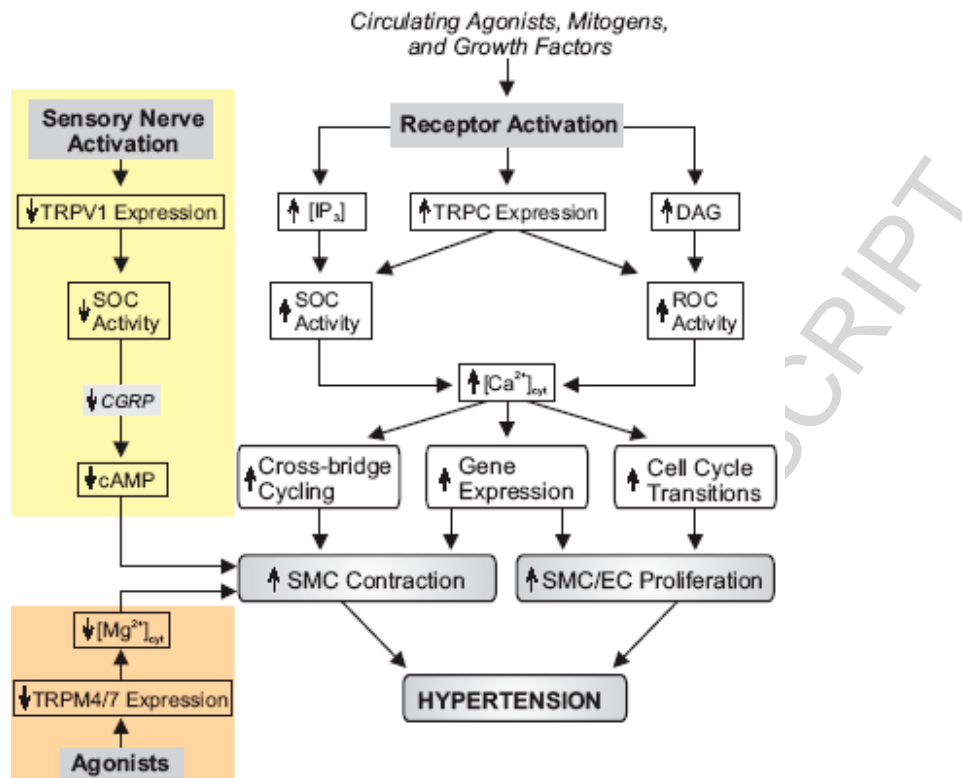 Circulating Agonists, Mitogens,
and Growth Factors
Sensory Nerve
Activation
Receptor Activation
TRPV1 Expression
[IP₃]
TRPC Expression
DAG
SOC
Activity
SOC
Activity
ROC
Activity
[Ca²⁺]cyt
CGRP
cAMP
Cross-bridge
Cycling
Gene
Expression
Cell Cycle
Transitions
SMC Contraction
SMC/EC Proliferation
[Mg²⁺]cyt
TRPM4/7 Expression
HYPERTENSION
Agonists
SCRIPT